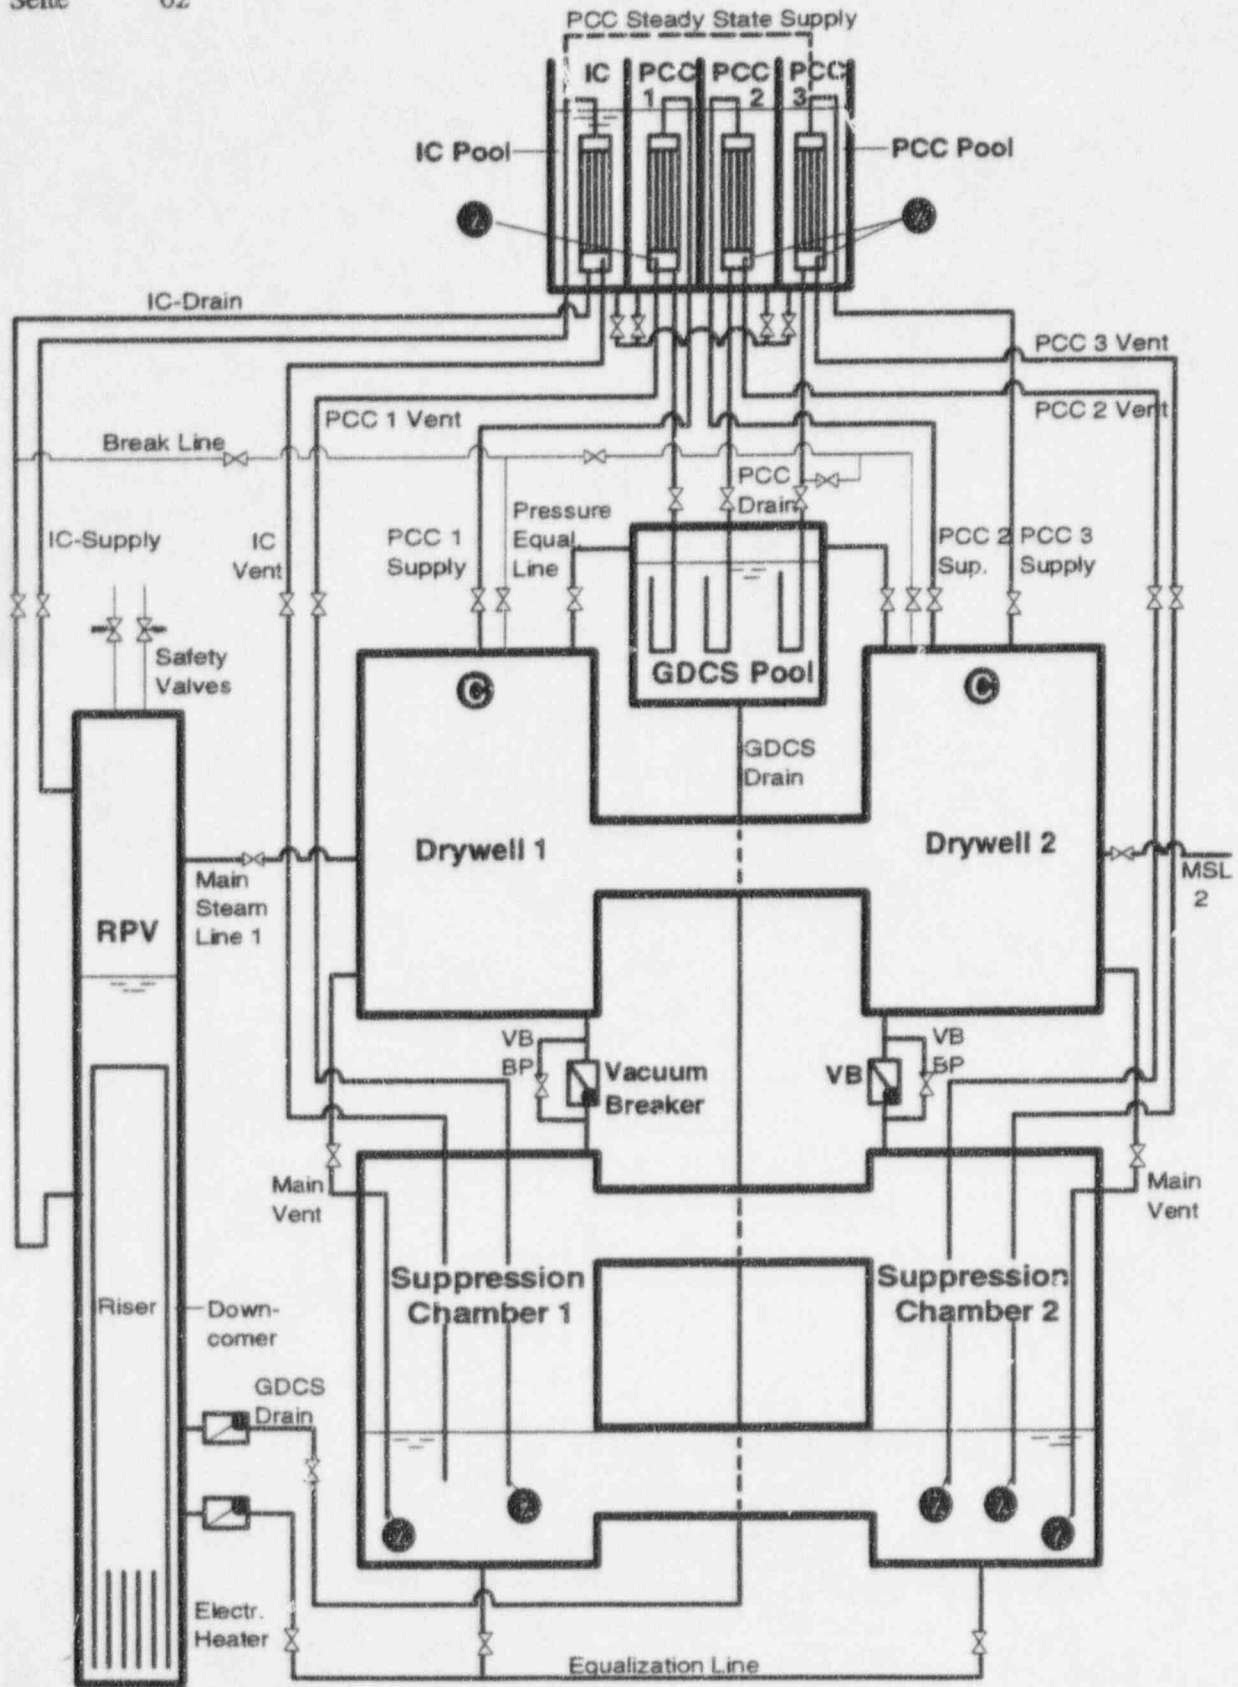 Seite 62
PCC Steady State Supply
IC PCC PCC PCC
1 2 3
IC Pool
PCC Pool
IC-Drain
PCC 3 Vent
PCC 2 Vent
PCC 1 Vent
Break Line
PCC
Drain
IC-Supply
IC
Vent
PCC 1
Supply
Pressure
Equal
Line
PCC 2
Sup.
PCC 3
Supply
Safety
Valves
GDCS Pool
C
C
GDCS
Drain
Drywell 1
Drywell 2
Main
Steam
Line 1
MSL
2
RPV
VB
BP
Vacuum
Breaker
VB
VB
BP
Main
Vent
Main
Vent
Suppression
Chamber 1
Suppression
Chamber 2
Riser
Down-
comer
GDCS
Drain
Electr.
Heater
Equalization Line